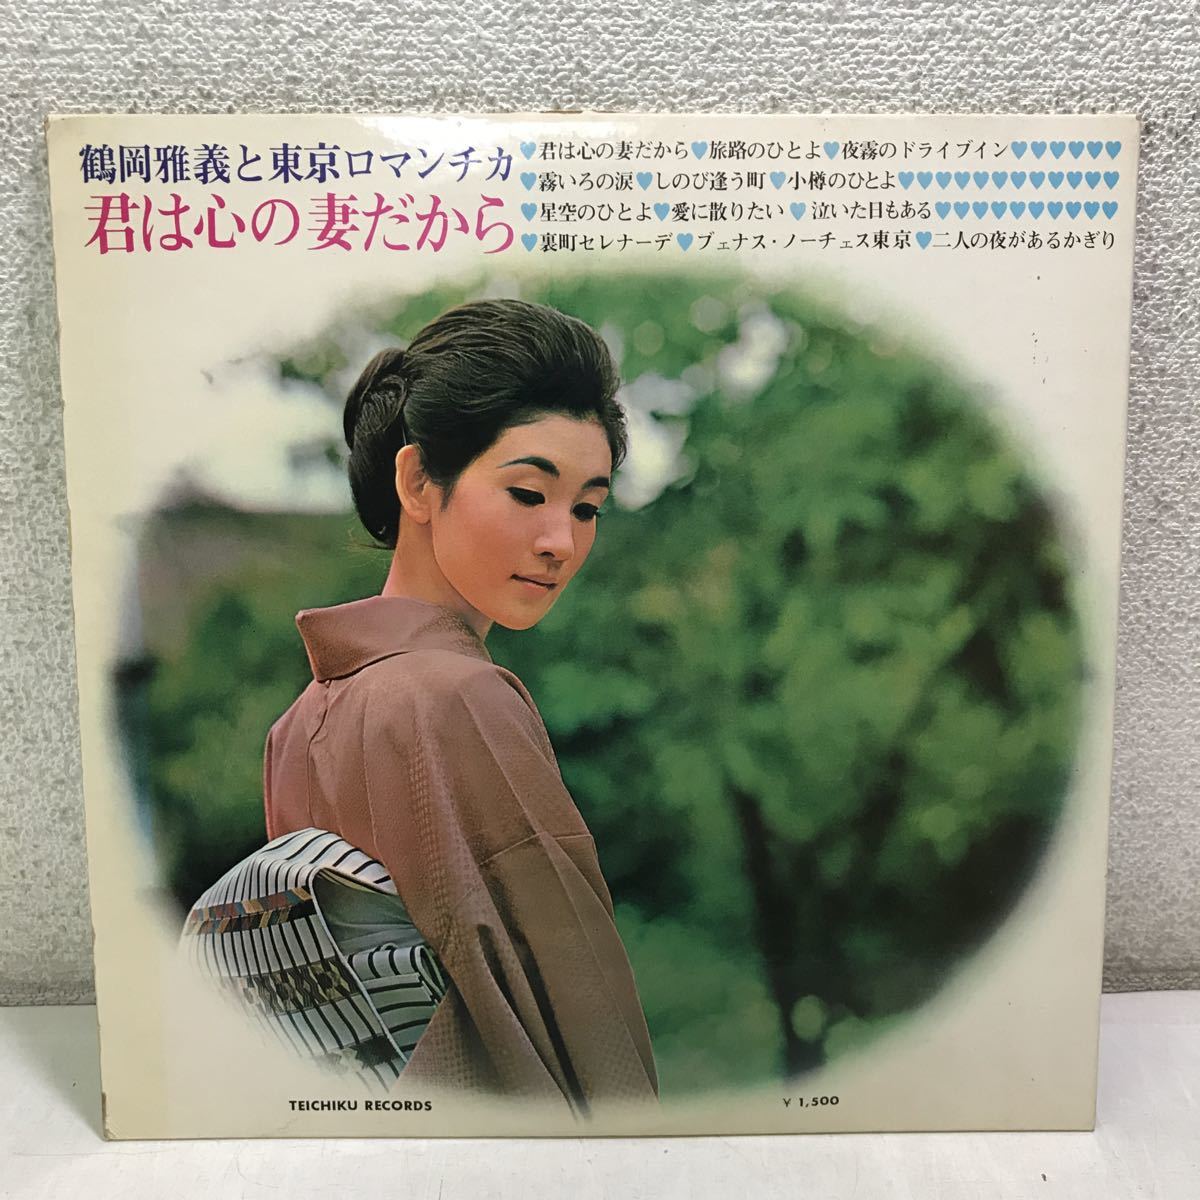 鶴岡雅義と東京ロマンチカ
君は心の妻だから
♥君は心の妻だから♥旅路のひとよ♥夜霧のドライブイン♥♥♥♥♥♥
♥霧いろの涙♥しのび逢う町♥小樽のひとよ♥♥♥♥♥♥♥♥♥♥♥♥
♥星空のひとよ♥愛に散りたい♥泣いた日もある♥♥♥♥♥♥♥♥♥♥
♥裏町セレナーデ♥ブェナス・ノーチェス東京♥二人の夜があるかぎり
TEICHIKU RECORDS
¥ 1,500